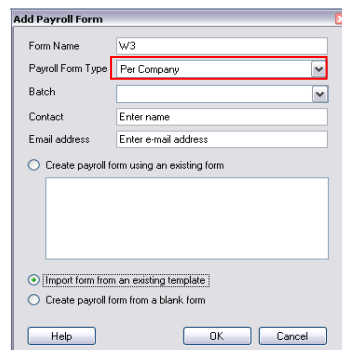 Add Payroll Form
Form Name W3
Payroll Form Type Per Company
Batch
Contact Enter name
Email address Enter e-mail address
Create payroll form using an existing form
Import form from an existing template
Create payroll form from a blank form
Help OK Cancel